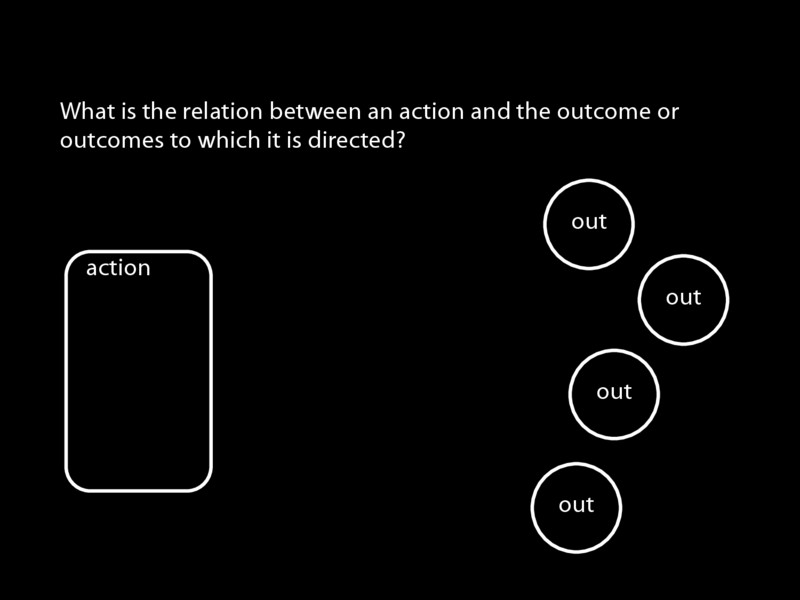 What is the relation between an action and the outcome or
outcomes to which it is directed?
out
action
out
out
out